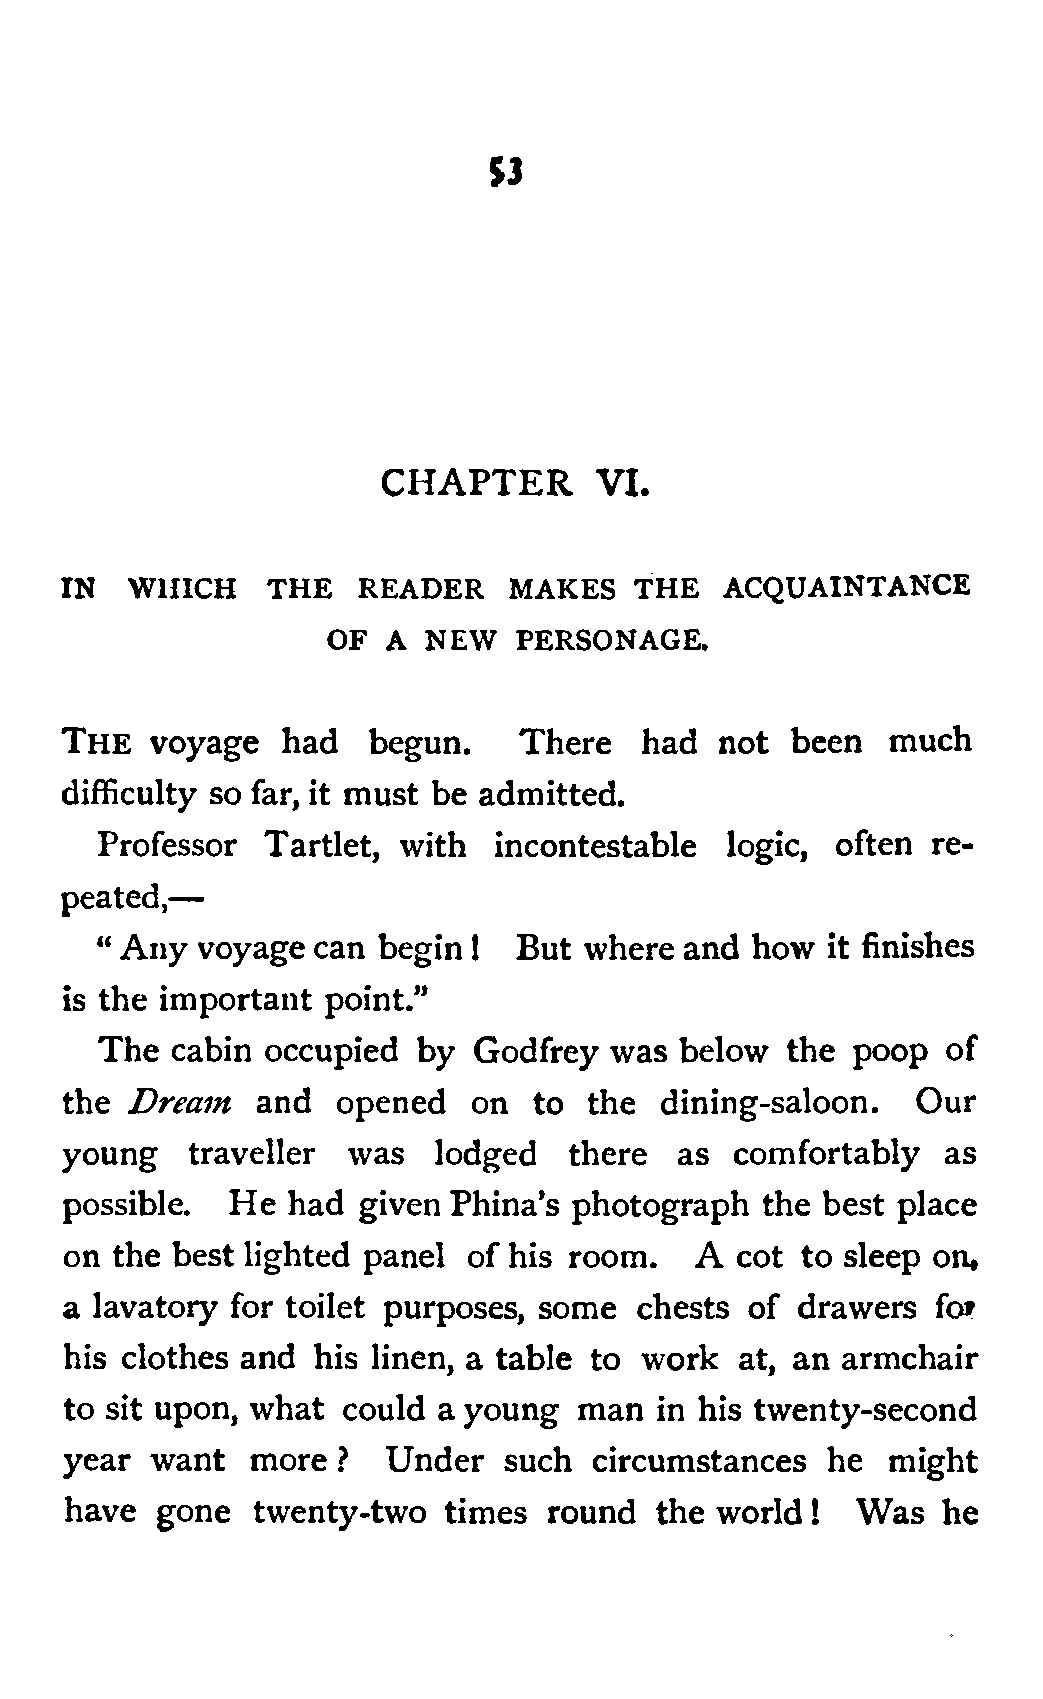 53
CHAPTER VI.
IN WHICH THE READER MAKES THE ACQUAINTANCE
OF A NEW PERSONAGE.
THE voyage had begun. There had not been much
difficulty so far, it must be admitted.
Professor Tartlet, with incontestable logic, often re-
peated,—
"Any voyage can begin! But where and how it finishes
is the important point."
The cabin occupied by Godfrey was below the poop of
the Dream and opened on to the dining-saloon. Our
young traveller was lodged there as comfortably as
possible. He had given Phina's photograph the best place
on the best lighted panel of his room. A cot to sleep on,
a lavatory for toilet purposes, some chests of drawers for
his clothes and his linen, a table to work at, an armchair
to sit upon, what could a young man in his twenty-second
year want more? Under such circumstances he might
have gone twenty-two times round the world! Was he